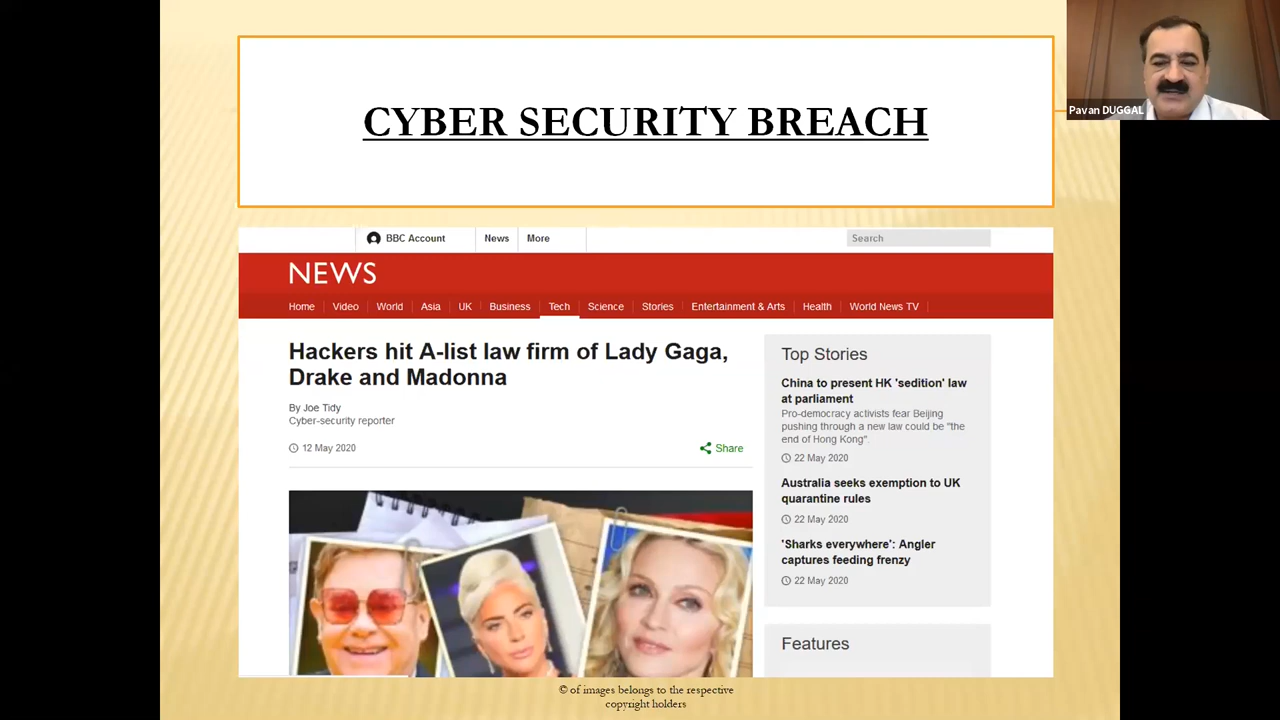 CYBER SECURITY BREACH
Pavan DUGGAL
BBC Account
News
More
Search
NEWS
Home
Video
World
Asia
UK
Business
Tech
Science
Stories
Entertainment & Arts
Health
World News TV
Hackers hit A-list law firm of Lady Gaga,
Drake and Madonna
By Joe Tidy
Cyber-security reporter
12 May 2020
Share
Top Stories
China to present HK 'sedition' law
at parliament
Pro-democracy activists fear Beijing
pushing through a new law could be "the
end of Hong Kong".
22 May 2020
Australia seeks exemption to UK
quarantine rules
22 May 2020
'Sharks everywhere': Angler
captures feeding frenzy
22 May 2020
Features
© of images belongs to the respective
copyright holders